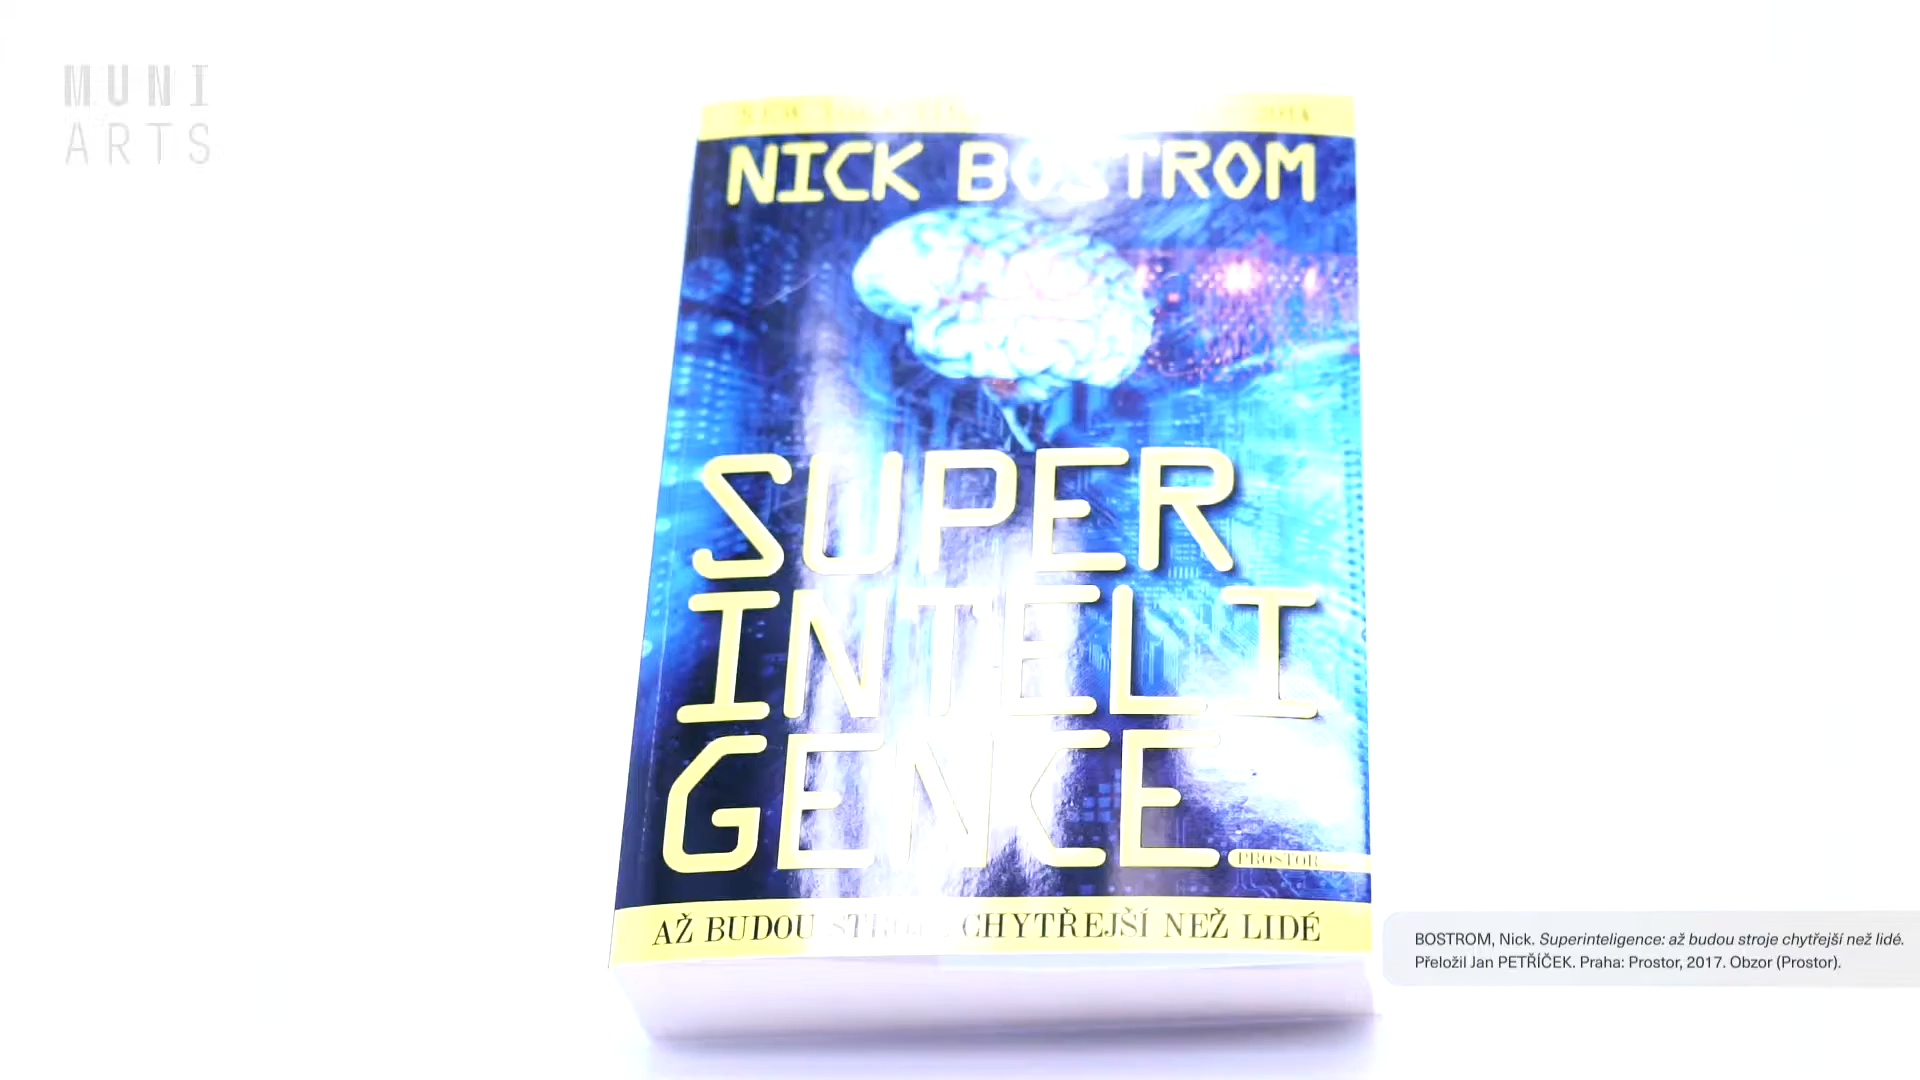 MUNI
ARTS
NICK BOSTROM
SUPER
INTELI
GENCE
PROSTOR
AŽ BUDOU STROJE CHYTŘEJŠÍ NEŽ LIDÉ
BOSTROM, Nick. Superinteligence: až budou stroje chytřejší než lidé.
Přeložil Jan PETŘÍČEK. Praha: Prostor, 2017. Obzor (Prostor).